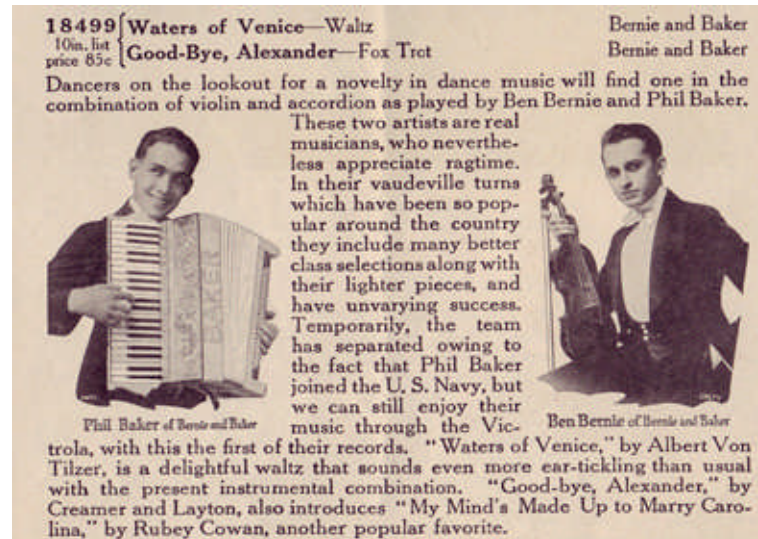 18499 Waters of Venice—Waltz Bernie and Baker
10in. list
price 85c Good-Bye, Alexander—Fox Trot Bernie and Baker
Dancers on the lookout for a novelty in dance music will find one in the
combination of violin and accordion as played by Ben Bernie and Phil Baker.
These two artists are real
musicians, who neverthe-
less appreciate ragtime.
In their vaudeville turns
which have been so pop-
ular around the country
they include many better
class selections along with
their lighter pieces, and
have unvarying success.
Temporarily, the team
has separated owing to
the fact that Phil Baker
joined the U. S. Navy, but
we can still enjoy their
music through the Vic-
BAKER
Phil Baker of Bernie and Baker
Ben Bernie of Bernie and Baker
trola, with this the first of their records. "Waters of Venice," by Albert Von
Tilzer, is a delightful waltz that sounds even more ear-tickling than usual
with the present instrumental combination. "Good-bye, Alexander," by
Creamer and Layton, also introduces "My Mind's Made Up to Marry Caro-
lina," by Rubey Cowan, another popular favorite.